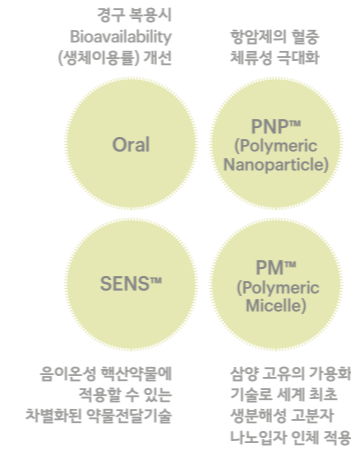 경구 복용시
Bioavailability
(생체이용률) 개선
항암제의 혈중
체류성 극대화
Oral
PNP™
(Polymeric
Nanoparticle)
SENS™
PM™
(Polymeric
Micelle)
음이온성 핵산약물에
적용할 수 있는
차별화된 약물전달기술
삼양 고유의 가용화
기술로 세계 최초
생분해성 고분자
나노입자 인체 적용